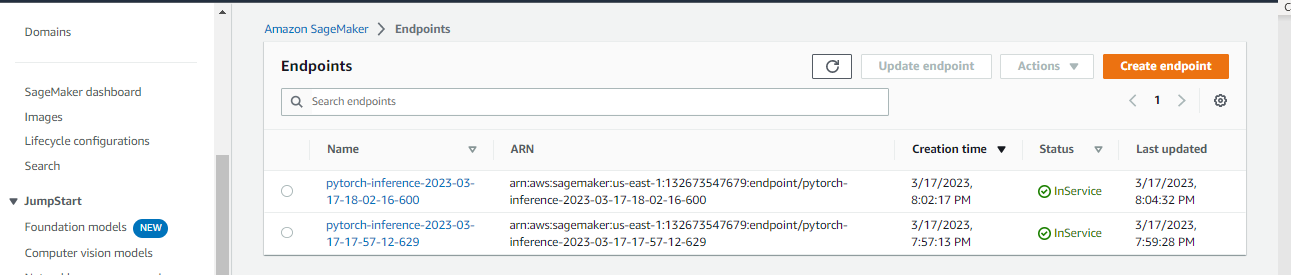 Domains
SageMaker dashboard
Images
Lifecycle configurations
Search
JumpStart
Foundation models NEW
Computer vision models
Amazon SageMaker > Endpoints
Endpoints
Update endpoint
Actions
Create endpoint
Search endpoints
1
Name
ARN
Creation time
Status
Last updated
pytorch-inference-2023-03-
17-18-02-16-600
arn:aws:sagemaker:us-east-1:132673547679:endpoint/pytorch-
inference-2023-03-17-18-02-16-600
3/17/2023,
8:02:17 PM
InService
3/17/2023,
8:04:32 PM
pytorch-inference-2023-03-
17-17-57-12-629
arn:aws:sagemaker:us-east-1:132673547679:endpoint/pytorch-
inference-2023-03-17-17-57-12-629
3/17/2023,
7:57:13 PM
InService
3/17/2023,
7:59:28 PM